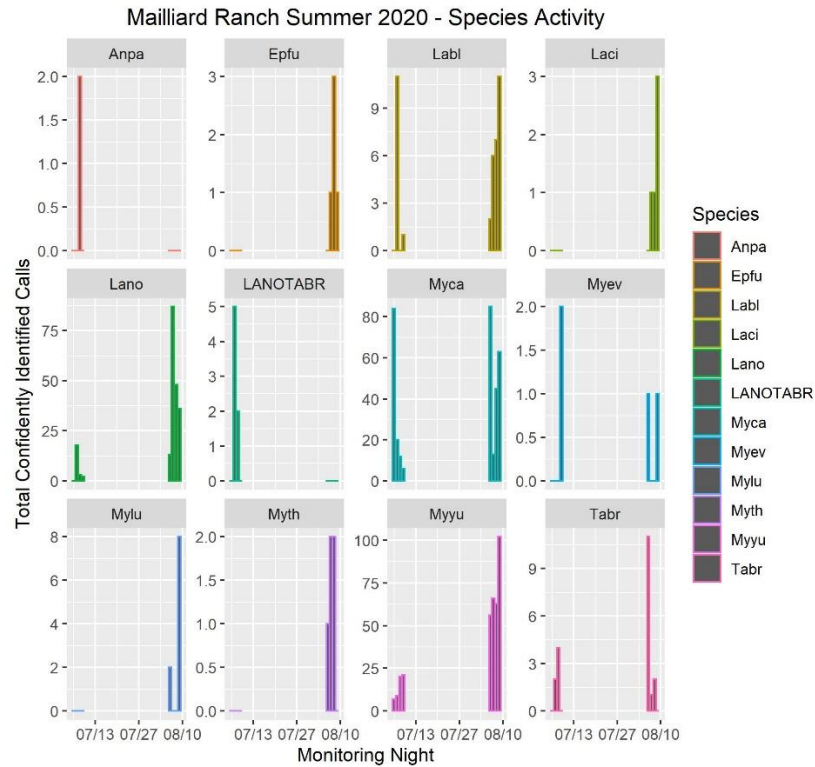 Mailliard Ranch Summer 2020 - Species Activity
Anpa
Epfu
Labl
Laci
2.0
1.5
1.0
0.5
0.0
3
2
1
0
9
6
3
0
3
2
1
0
Lano
LANOTABR
Myca
Myev
75
50
25
0
5
4
3
2
1
0
80
60
40
20
0
2.0
1.5
1.0
0.5
0.0
Mylu
Myth
Myyu
Tabr
8
6
4
2
0
2.0
1.5
1.0
0.5
0.0
100
75
50
25
0
9
6
3
0
07/13 07/27 08/10
07/13 07/27 08/10
07/13 07/27 08/10
07/13 07/27 08/10
Monitoring Night
Total Confidently Identified Calls
Species
Anpa
Epfu
Labl
Laci
Lano
LANOTABR
Myca
Myev
Mylu
Myth
Myyu
Tabr